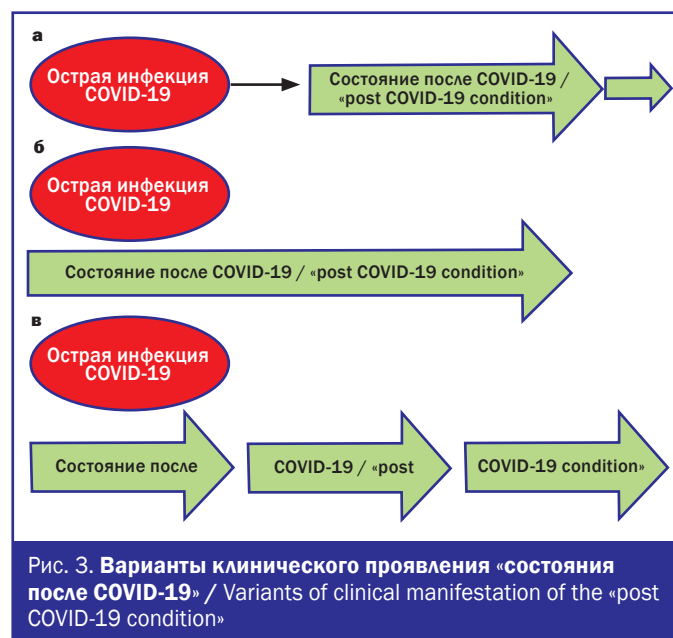 а
Острая инфекция
COVID-19
Состояние после COVID-19 /
«post COVID-19 condition»
б
Острая инфекция
COVID-19
Состояние после COVID-19 / «post COVID-19 condition»
в
Острая инфекция
COVID-19
Состояние после
COVID-19 / «post
COVID-19 condition»
Рис. 3. Варианты клинического проявления «состояния
после COVID-19» / Variants of clinical manifestation of the «post
COVID-19 condition»